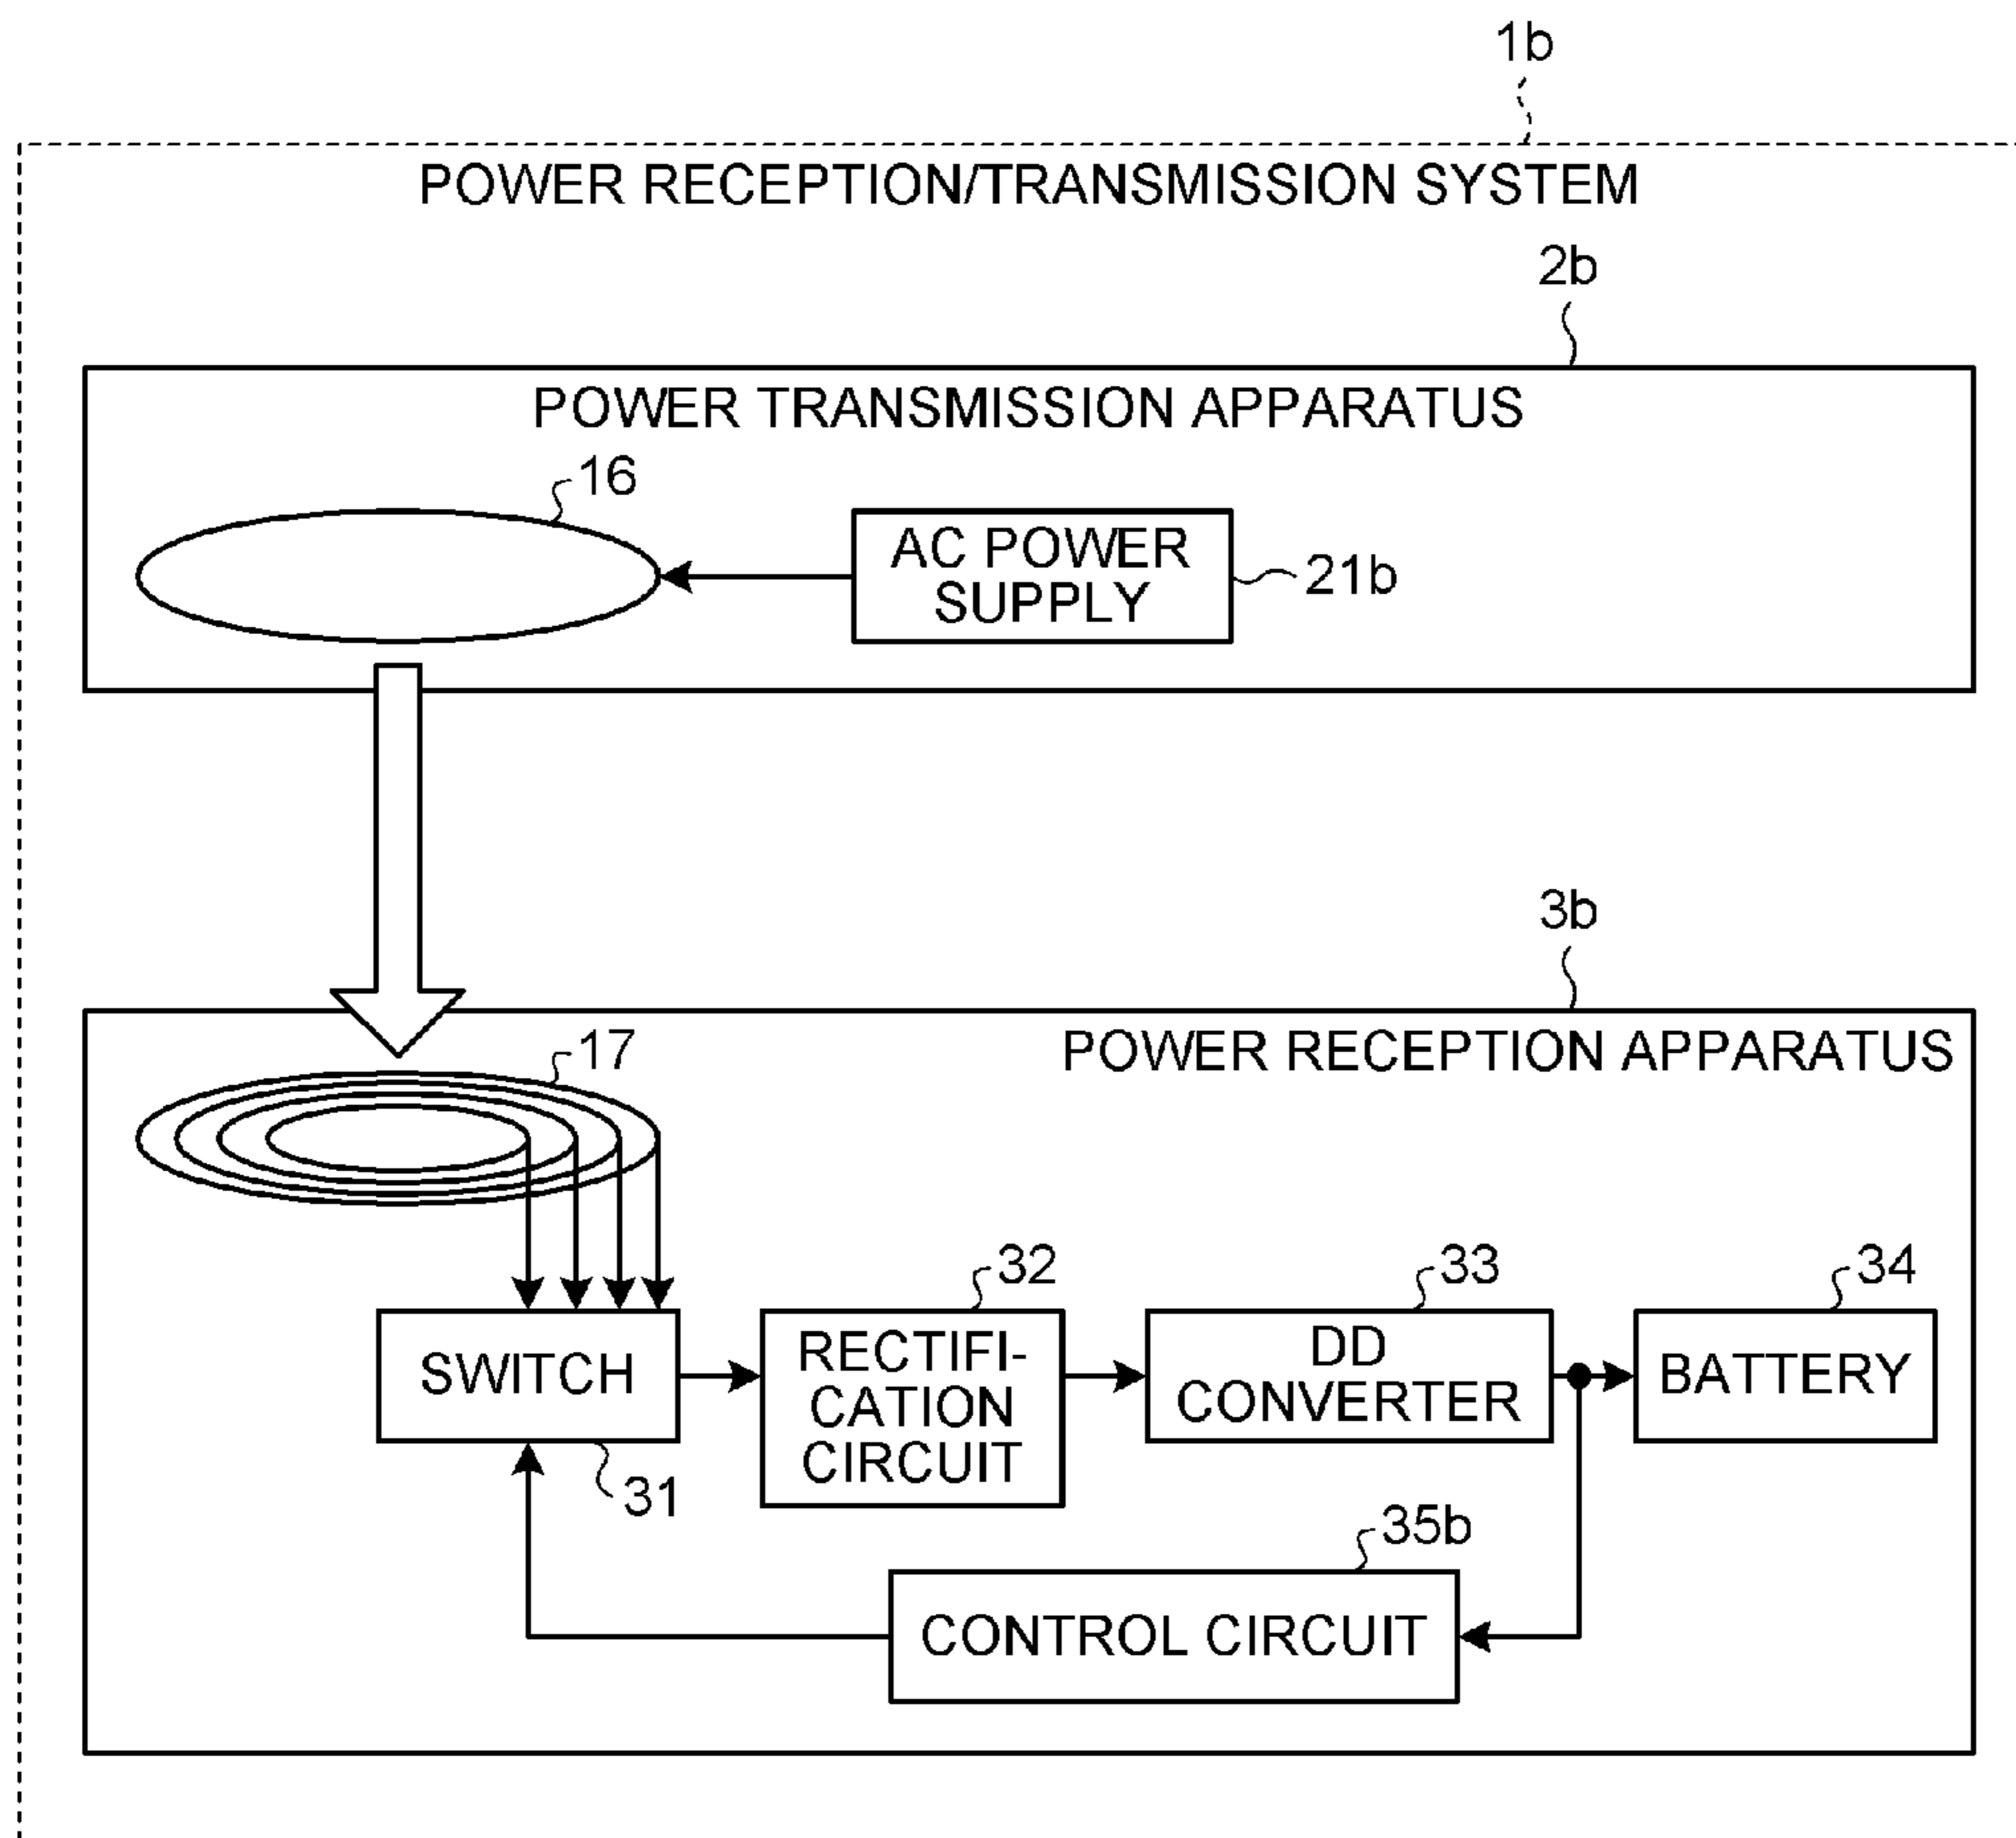 1b
POWER RECEPTION/TRANSMISSION SYSTEM
2b
POWER TRANSMISSION APPARATUS
16
AC POWER
SUPPLY
21b
3b
POWER RECEPTION APPARATUS
17
32
33
34
SWITCH
RECTIFI-
CATION
CIRCUIT
DD
CONVERTER
BATTERY
31
35b
CONTROL CIRCUIT